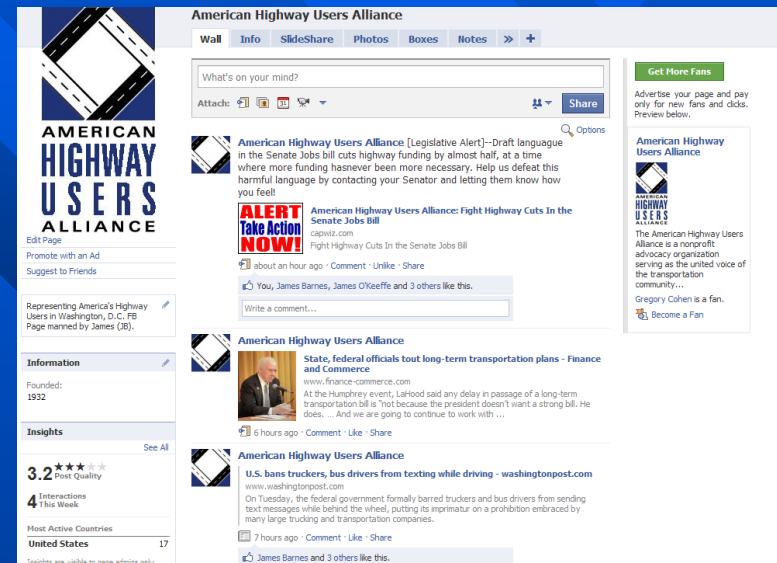 American Highway Users Alliance
Wall Info SlideShare Photos Boxes Notes » +
What's on your mind?
Attach:
Share
Options
AMERICAN
HIGHWAY
USERS
ALLIANCE
Edit Page
Promote with an Ad
Suggest to Friends
Representing America's Highway
Users in Washington, D.C. FB
Page manned by James (JB).
Information
Founded:
1932
Insights
See All
3.2 Post Quality
4 Interactions
This Week
Most Active Countries
United States 17
Insights are visible to page admins only
American Highway Users Alliance [Legislative Alert]--Draft languague
in the Senate Jobs bill cuts highway funding by almost half, at a time
where more funding hasnever been more necessary. Help us defeat this
harmful language by contacting your Senator and letting them know how
you feel!
ALERT
Take Action
NOW!
American Highway Users Alliance: Fight Highway Cuts In the
Senate Jobs Bill
capwiz.com
Fight Highway Cuts In the Senate Jobs Bill
about an hour ago · Comment · Unlike · Share
You, James Barnes, James O'Keeffe and 3 others like this.
Write a comment...
American Highway Users Alliance
State, federal officials tout long-term transportation plans - Finance
and Commerce
www.finance-commerce.com
At the Humphrey event, LaHood said any delay in passage of a long-term
transportation bill is "not because the president doesn't want a strong bill. He
does. ... And we are going to continue to work with ...
6 hours ago · Comment · Like · Share
American Highway Users Alliance
U.S. bans truckers, bus drivers from texting while driving - washingtonpost.com
www.washingtonpost.com
On Tuesday, the federal government formally barred truckers and bus drivers from sending
text messages while behind the wheel, putting its imprimatur on a prohibition embraced by
many large trucking and transportation companies.
7 hours ago · Comment · Like · Share
James Barnes and 3 others like this.
Get More Fans
Advertise your page and pay
only for new fans and clicks.
Preview below.
American Highway
Users Alliance
AMERICAN
HIGHWAY
USERS
ALLIANCE
The American Highway Users
Alliance is a nonprofit
advocacy organization
serving as the united voice of
the transportation
community...
Gregory Cohen is a fan.
Become a Fan